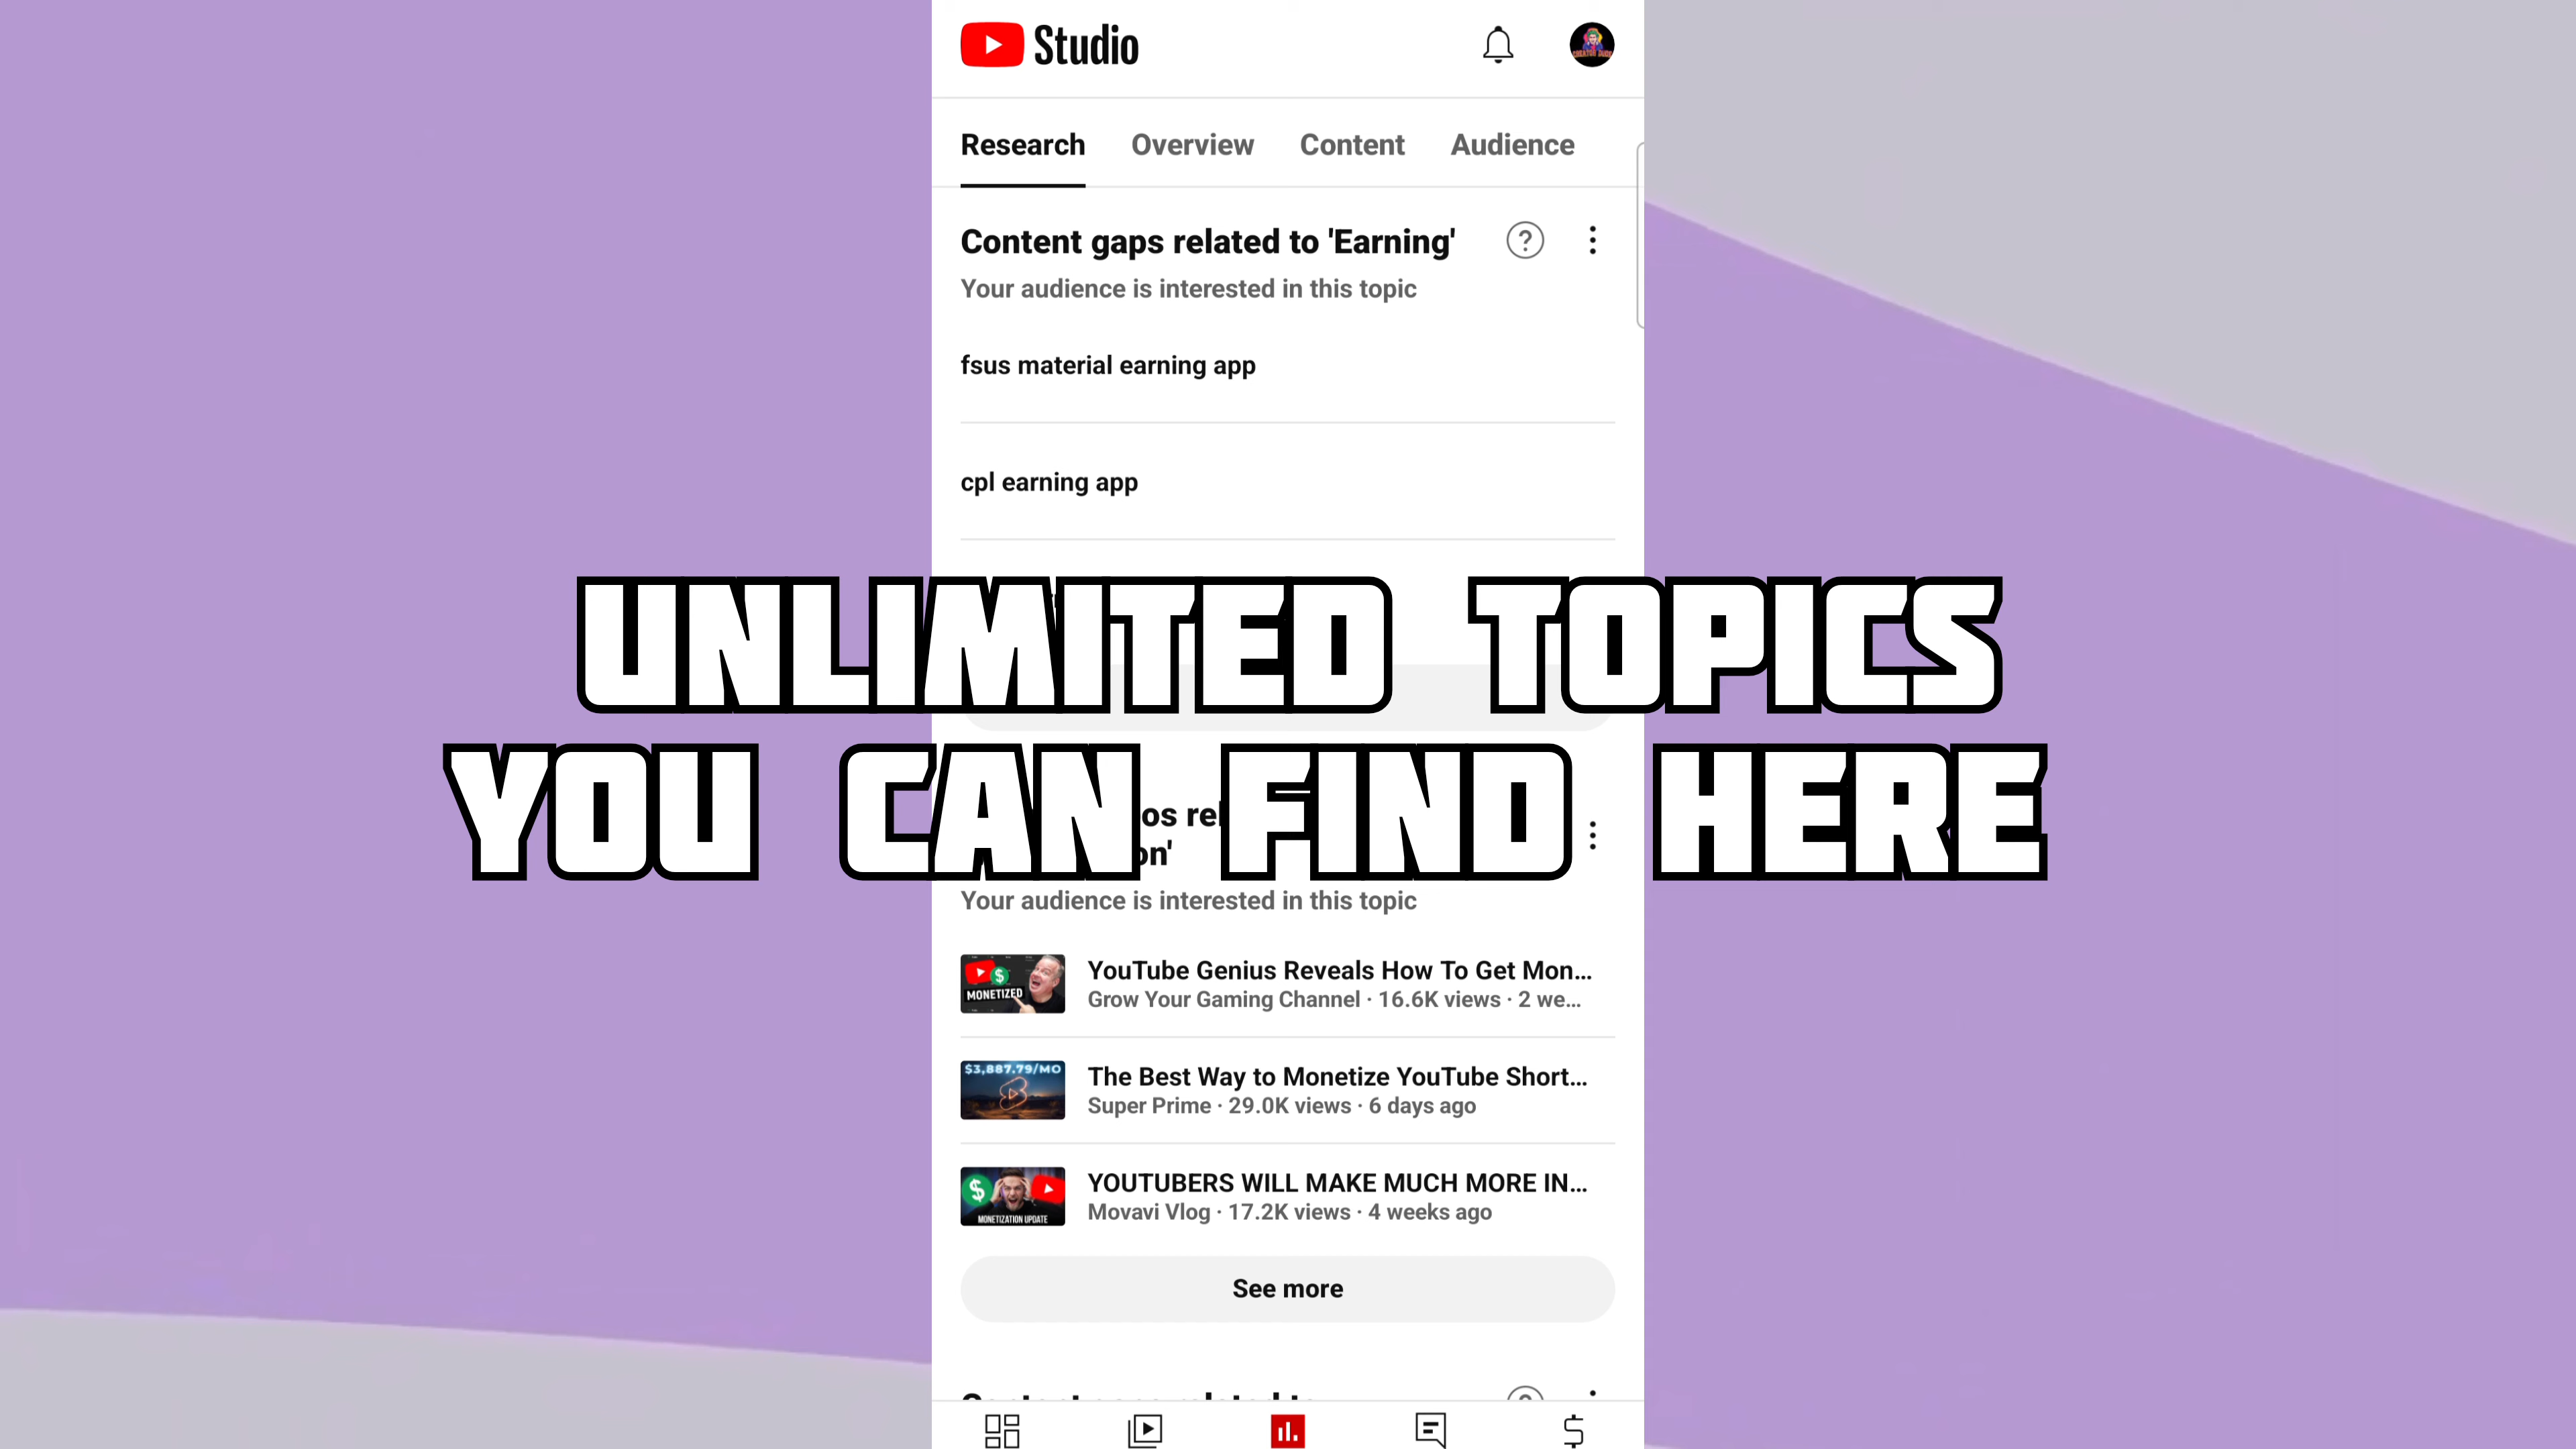 Studio
Research Overview Content Audience
Content gaps related to 'Earning'
Your audience is interested in this topic
fsus material earning app
cpl earning app
UNLIMITED TOPICS
YOU CAN FIND HERE
Your audience is interested in this topic
MONETIZED
YouTube Genius Reveals How To Get Mon...
Grow Your Gaming Channel · 16.6K views · 2 we...
$3,887.79/MO
The Best Way to Monetize YouTube Short...
Super Prime · 29.0K views · 6 days ago
MONETIZATION UPDATE
YOUTUBERS WILL MAKE MUCH MORE IN...
Movavi Vlog · 17.2K views · 4 weeks ago
See more